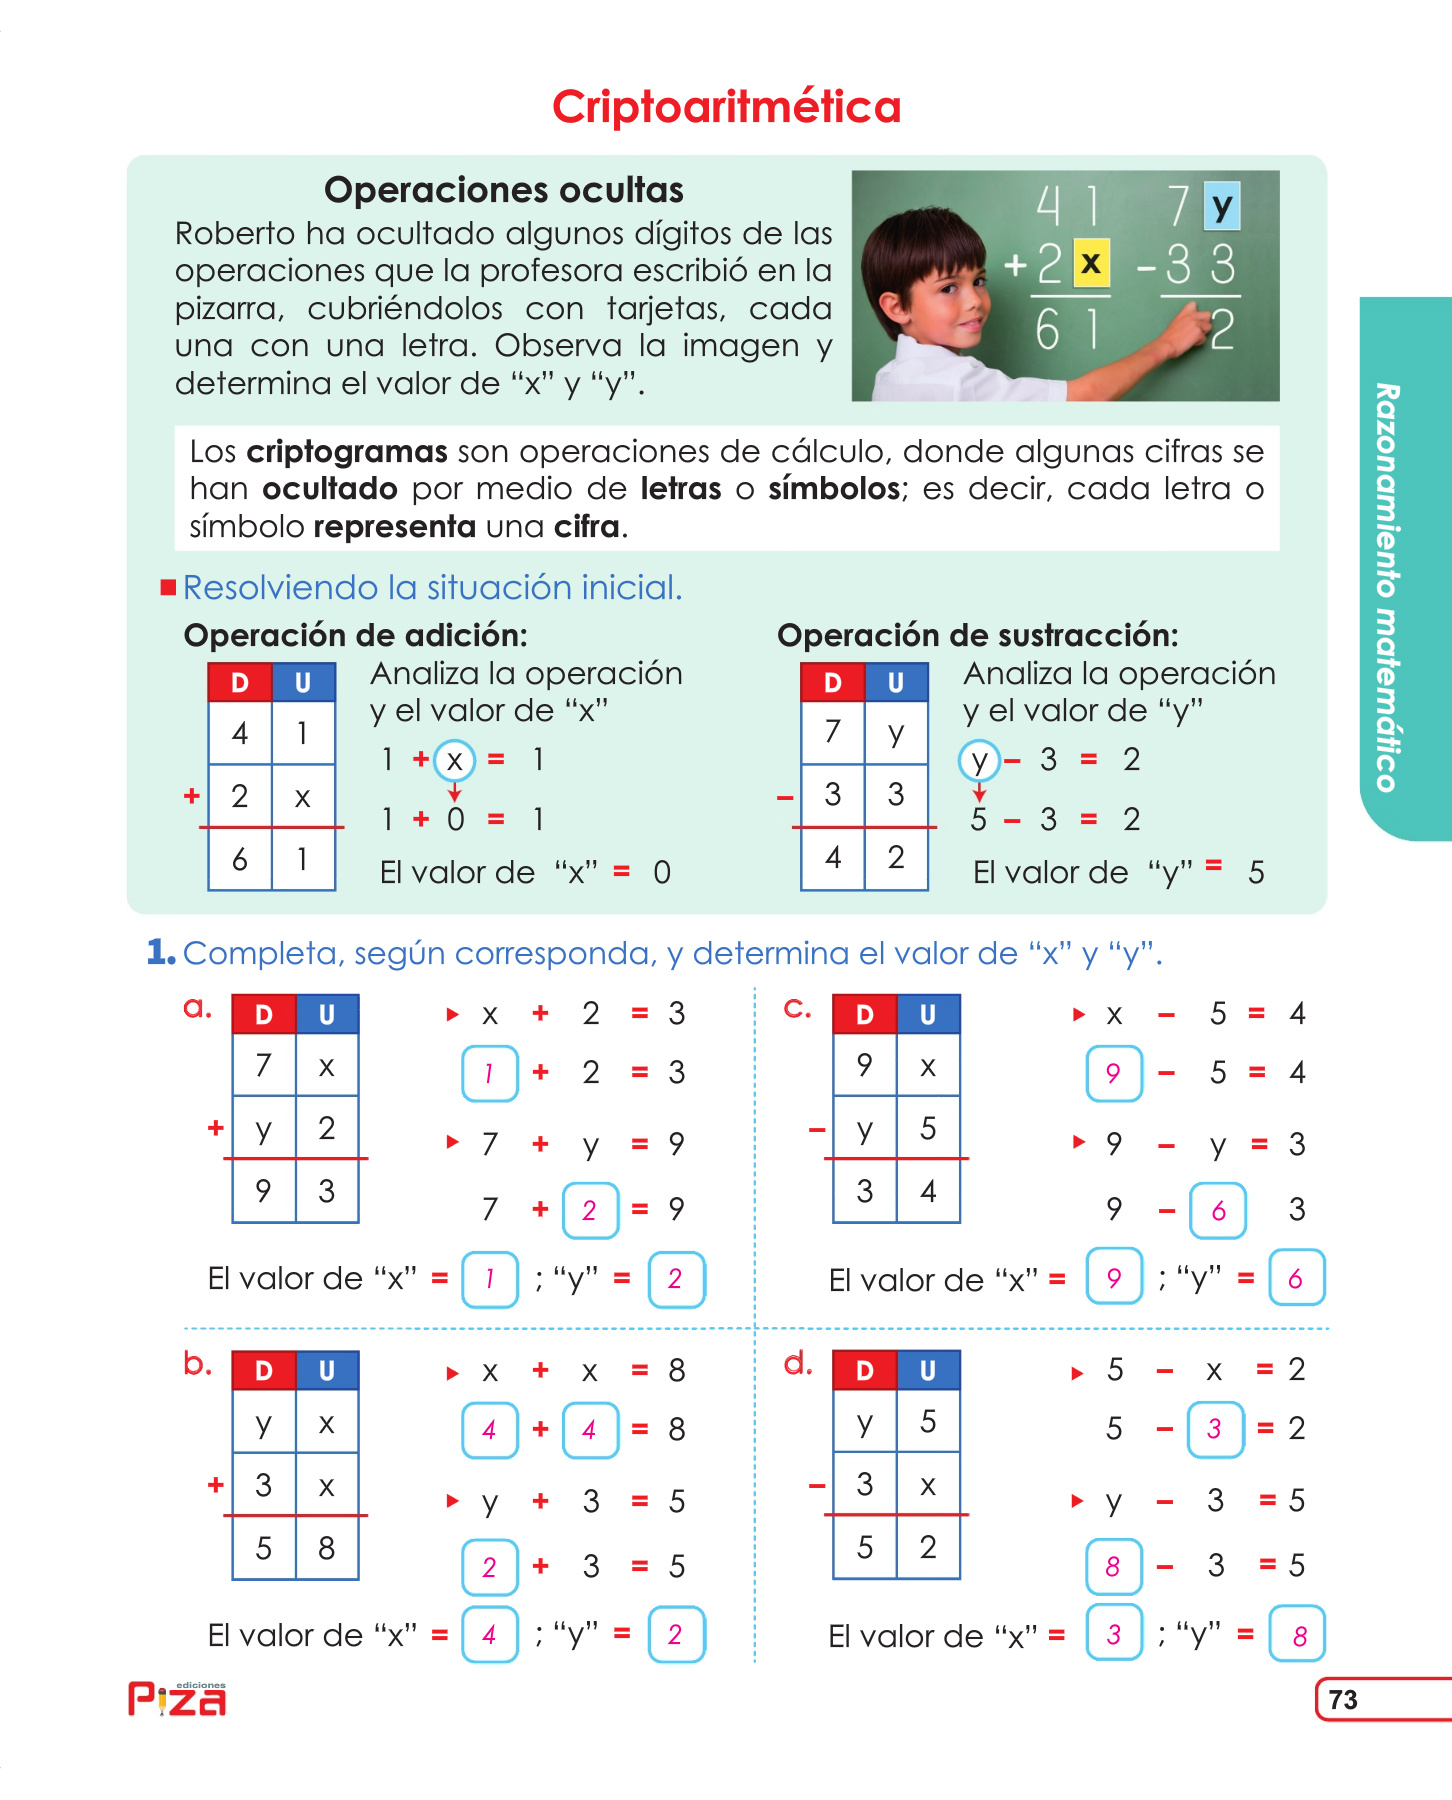 Criptoaritmética
Operaciones ocultas
Roberto ha ocultado algunos dígitos de las
operaciones que la profesora escribió en la
pizarra, cubriéndolos con tarjetas, cada
una con una letra. Observa la imagen y
determina el valor de “x” y “y”.
4 1
+ 2 x
6 1
7 y
- 3 3
2
Los criptogramas son operaciones de cálculo, donde algunas cifras se
han ocultado por medio de letras o símbolos; es decir, cada letra o
símbolo representa una cifra.
Resolviendo la situación inicial.
Operación de adición:
D U
4 1
+ 2 x
6 1
Analiza la operación
y el valor de “x”
1 + x = 1
1 + 0 = 1
El valor de “x” = 0
Operación de sustracción:
D U
7 y
– 3 3
4 2
Analiza la operación
y el valor de “y”
y – 3 = 2
5 – 3 = 2
El valor de “y” = 5
Razonamiento matemático
1. Completa, según corresponda, y determina el valor de “x” y “y”.
a.
D U
7 x
+ y 2
9 3
x + 2 = 3
1 + 2 = 3
7 + y = 9
7 + 2 = 9
El valor de “x” = 1 ; “y” = 2
c.
D U
9 x
– y 5
3 4
x – 5 = 4
9 – 5 = 4
9 – y = 3
9 – 6 3
El valor de “x” = 9 ; “y” = 6
b.
D U
y x
+ 3 x
5 8
x + x = 8
4 + 4 = 8
y + 3 = 5
2 + 3 = 5
El valor de “x” = 4 ; “y” = 2
d.
D U
y 5
– 3 x
5 2
5 – x = 2
5 – 3 = 2
y – 3 = 5
8 – 3 = 5
El valor de “x” = 3 ; “y” = 8
ediciones
Piza
73